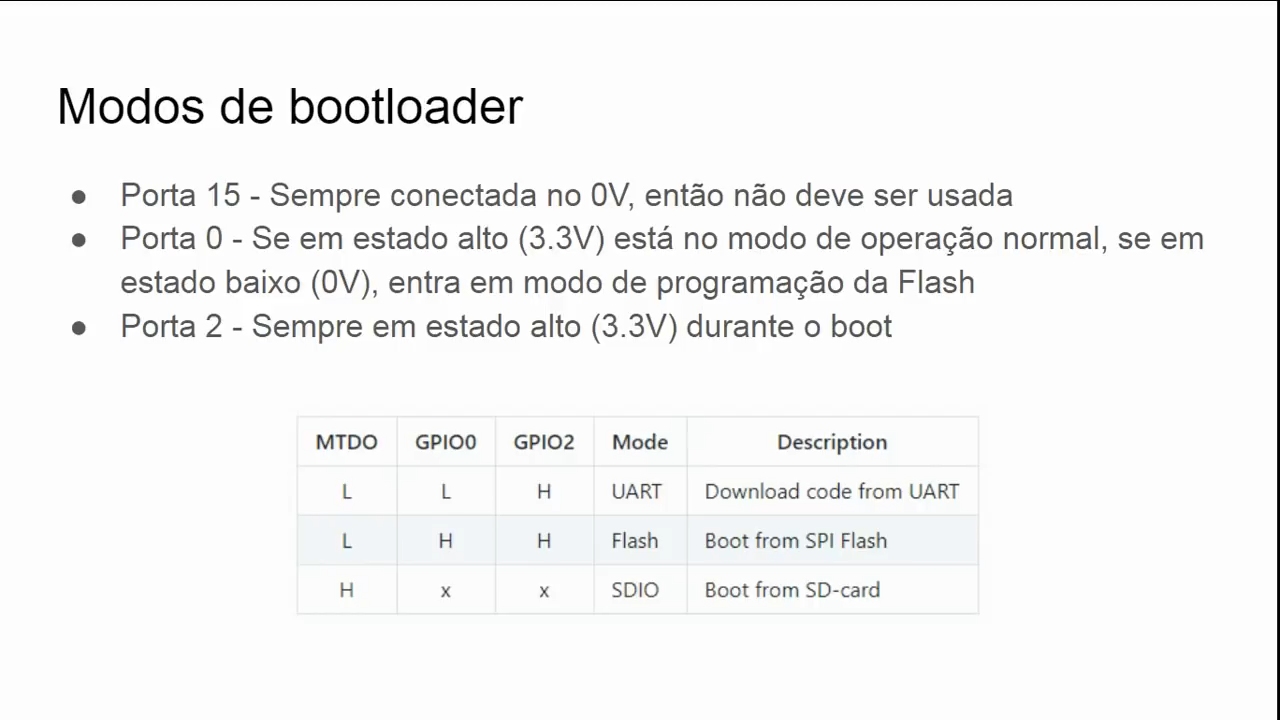 Modos de bootloader
● Porta 15 - Sempre conectada no 0V, então não deve ser usada
● Porta 0 - Se em estado alto (3.3V) está no modo de operação normal, se em
estado baixo (0V), entra em modo de programação da Flash
● Porta 2 - Sempre em estado alto (3.3V) durante o boot
MTDO GPIO0 GPIO2 Mode Description
L L H UART Download code from UART
L H H Flash Boot from SPI Flash
H x x SDIO Boot from SD-card